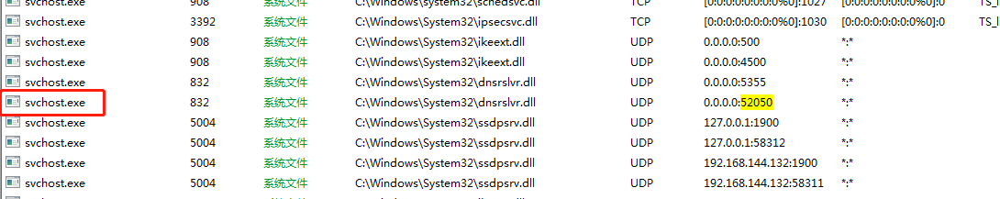 svchost.exe 908 系统文件 C:\Windows\System32\schedsvc.dll TCP [0:0:0:0:0:0:0:0%0]:1027 [0:0:0:0:0:0:0:0%0]:0 TS_l
svchost.exe 3392 系统文件 C:\Windows\System32\ipsecsvc.dll TCP [0:0:0:0:0:0:0:0%0]:1030 [0:0:0:0:0:0:0:0%0]:0 TS_l
svchost.exe 908 系统文件 C:\Windows\System32\ikeext.dll UDP 0.0.0.0:500 *:*
svchost.exe 908 系统文件 C:\Windows\System32\ikeext.dll UDP 0.0.0.0:4500 *:*
svchost.exe 832 系统文件 C:\Windows\System32\dnsrslvr.dll UDP 0.0.0.0:5355 *:*
svchost.exe 832 系统文件 C:\Windows\System32\dnsrslvr.dll UDP 0.0.0.0:52050 *:*
svchost.exe 5004 系统文件 C:\Windows\System32\ssdpsrv.dll UDP 127.0.0.1:1900 *:*
svchost.exe 5004 系统文件 C:\Windows\System32\ssdpsrv.dll UDP 127.0.0.1:58312 *:*
svchost.exe 5004 系统文件 C:\Windows\System32\ssdpsrv.dll UDP 192.168.144.132:1900 *:*
svchost.exe 5004 系统文件 C:\Windows\System32\ssdpsrv.dll UDP 192.168.144.132:58311 *:*